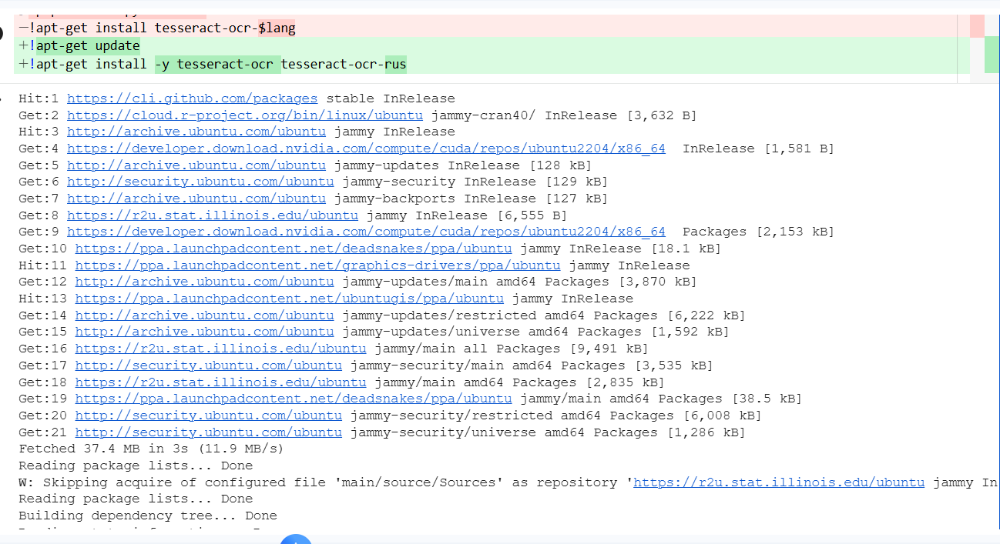 −!apt-get install tesseract-ocr-$lang
+!apt-get update
+!apt-get install -y tesseract-ocr tesseract-ocr-rus
Hit:1 https://cli.github.com/packages stable InRelease
Get:2 https://cloud.r-project.org/bin/linux/ubuntu jammy-cran40/ InRelease [3,632 B]
Hit:3 http://archive.ubuntu.com/ubuntu jammy InRelease
Get:4 https://developer.download.nvidia.com/compute/cuda/repos/ubuntu2204/x86_64  InRelease [1,581 B]
Get:5 http://archive.ubuntu.com/ubuntu jammy-updates InRelease [128 kB]
Get:6 http://security.ubuntu.com/ubuntu jammy-security InRelease [129 kB]
Get:7 http://archive.ubuntu.com/ubuntu jammy-backports InRelease [127 kB]
Get:8 https://r2u.stat.illinois.edu/ubuntu jammy InRelease [6,555 B]
Get:9 https://developer.download.nvidia.com/compute/cuda/repos/ubuntu2204/x86_64  Packages [2,153 kB]
Get:10 https://ppa.launchpadcontent.net/deadsnakes/ppa/ubuntu jammy InRelease [18.1 kB]
Hit:11 https://ppa.launchpadcontent.net/graphics-drivers/ppa/ubuntu jammy InRelease
Get:12 http://archive.ubuntu.com/ubuntu jammy-updates/main amd64 Packages [3,870 kB]
Hit:13 https://ppa.launchpadcontent.net/ubuntugis/ppa/ubuntu jammy InRelease
Get:14 http://archive.ubuntu.com/ubuntu jammy-updates/restricted amd64 Packages [6,222 kB]
Get:15 http://archive.ubuntu.com/ubuntu jammy-updates/universe amd64 Packages [1,592 kB]
Get:16 https://r2u.stat.illinois.edu/ubuntu jammy/main all Packages [9,491 kB]
Get:17 http://security.ubuntu.com/ubuntu jammy-security/main amd64 Packages [3,535 kB]
Get:18 https://r2u.stat.illinois.edu/ubuntu jammy/main amd64 Packages [2,835 kB]
Get:19 https://ppa.launchpadcontent.net/deadsnakes/ppa/ubuntu jammy/main amd64 Packages [38.5 kB]
Get:20 http://security.ubuntu.com/ubuntu jammy-security/restricted amd64 Packages [6,008 kB]
Get:21 http://security.ubuntu.com/ubuntu jammy-security/universe amd64 Packages [1,286 kB]
Fetched 37.4 MB in 3s (11.9 MB/s)
Reading package lists... Done
W: Skipping acquire of configured file 'main/source/Sources' as repository 'https://r2u.stat.illinois.edu/ubuntu jammy In
Reading package lists... Done
Building dependency tree... Done